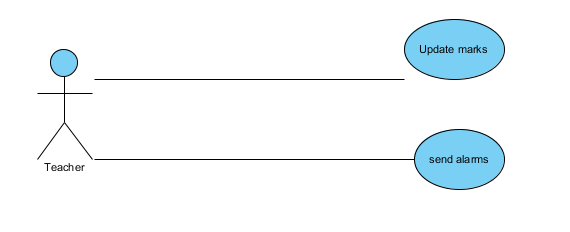 Update marks
send alarms
Teacher